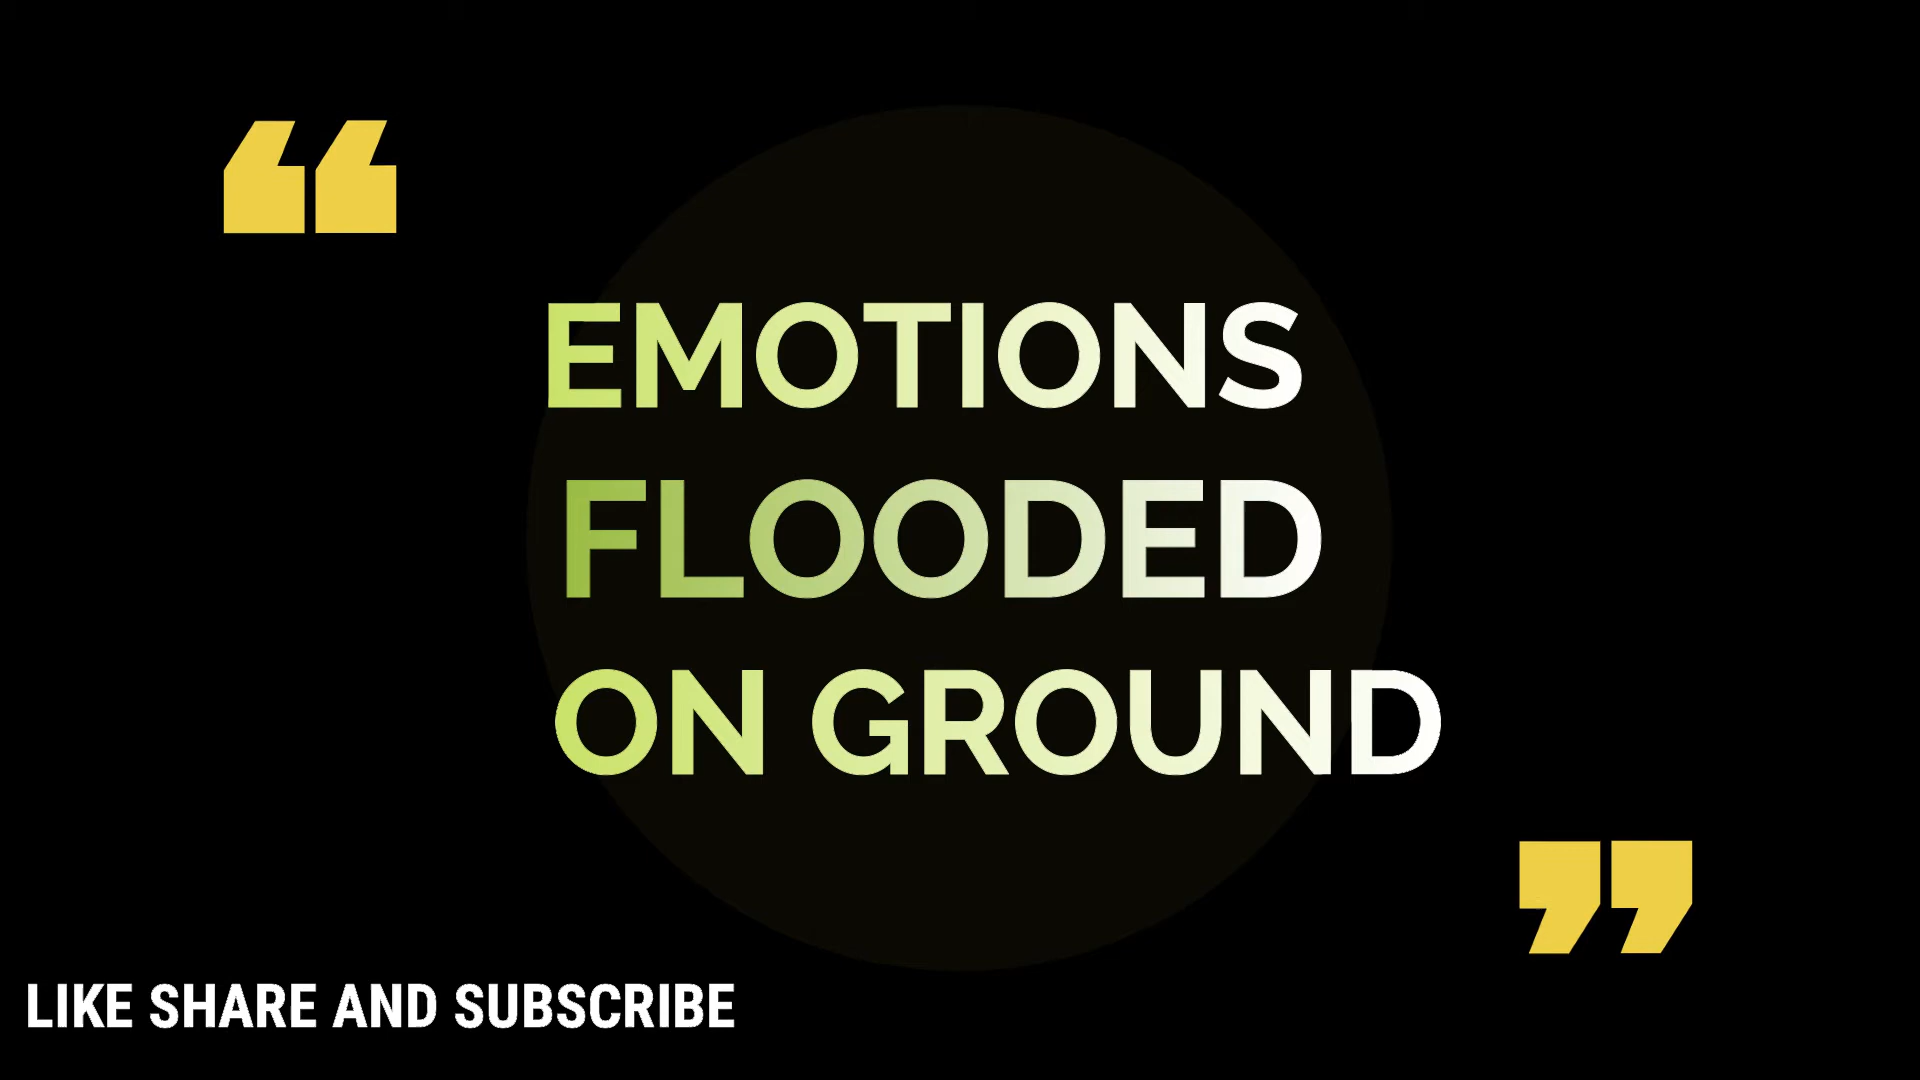 “
EMOTIONS
FLOODED
ON GROUND
”
LIKE SHARE AND SUBSCRIBE